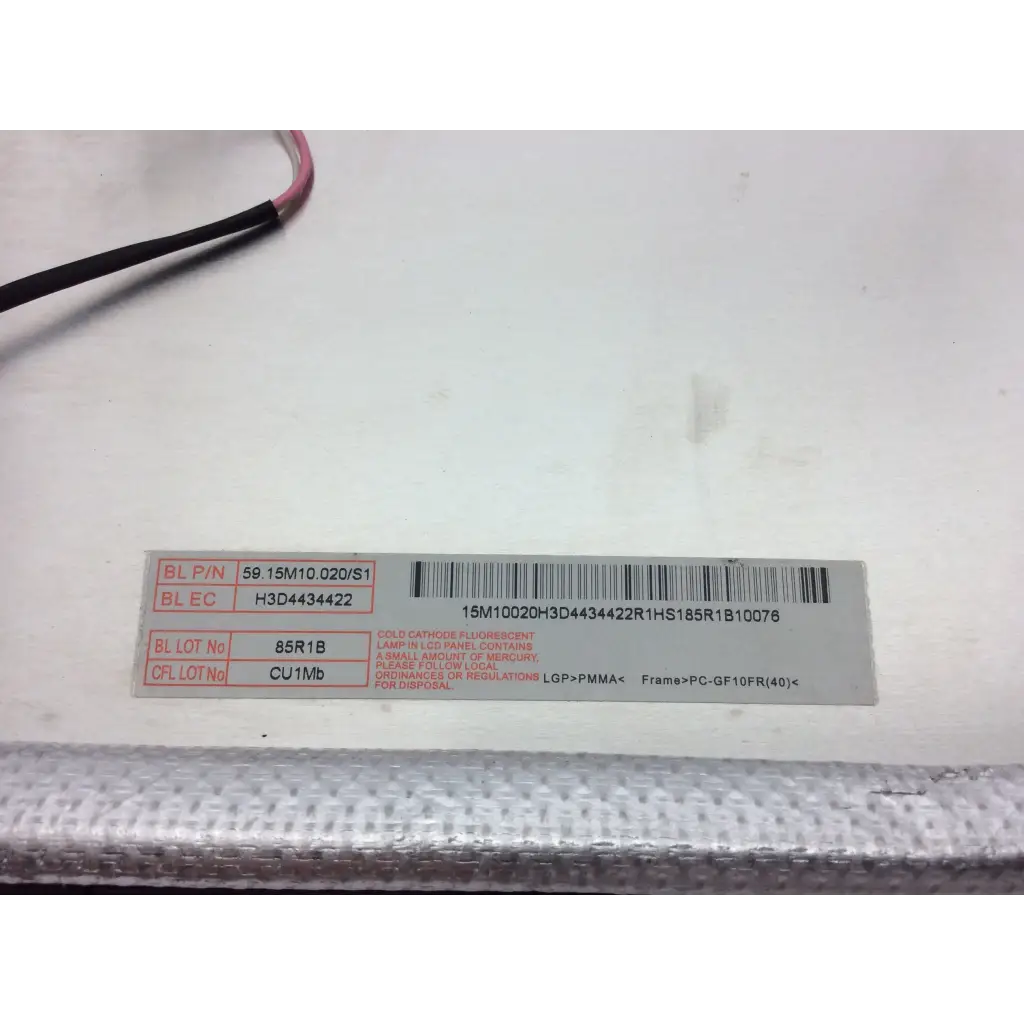 BL P/N 59.15M10.020/S1
BL EC H3D4434422
15M10020H3D4434422R1HS185R1B10076
BL LOT No 85R1B
CFL LOT No CU1Mb
COLD CATHODE FLUORESCENT
LAMP IN LCD PANEL CONTAINS
A SMALL AMOUNT OF MERCURY,
PLEASE FOLLOW LOCAL
ORDINANCES OR REGULATIONS
FOR DISPOSAL.
LGP>PMMA< Frame>PC-GF10FR(40)<